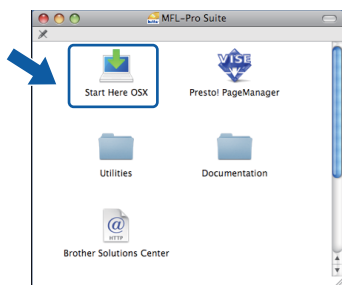 MFL-Pro Suite
Start Here OSX
Presto! PageManager
VISE
Utilities
Documentation
@
HTTP
Brother Solutions Center